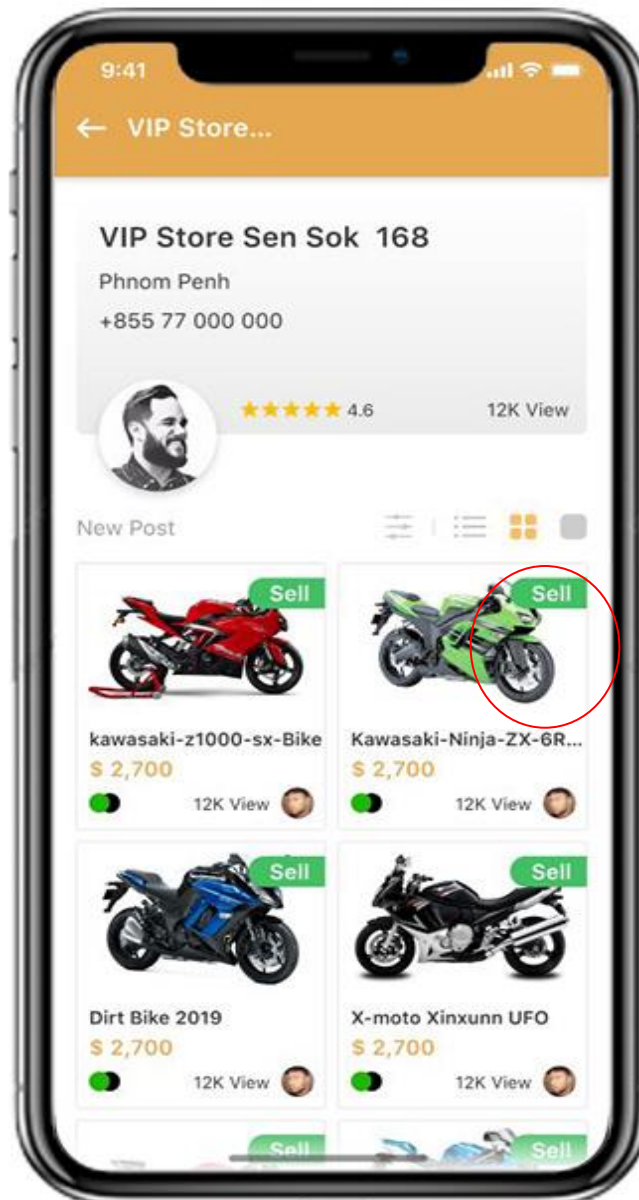 9:41
VIP Store...
VIP Store Sen Sok 168
Phnom Penh
+855 77 000 000
4.6
12K View
New Post
Sell
Sell
kawasaki-z1000-sx-Bike
Kawasaki-Ninja-ZX-6R...
$ 2,700
$ 2,700
12K View
12K View
Sell
Sell
Dirt Bike 2019
X-moto Xinxunn UFO
$ 2,700
$ 2,700
12K View
12K View
Sell
Sell